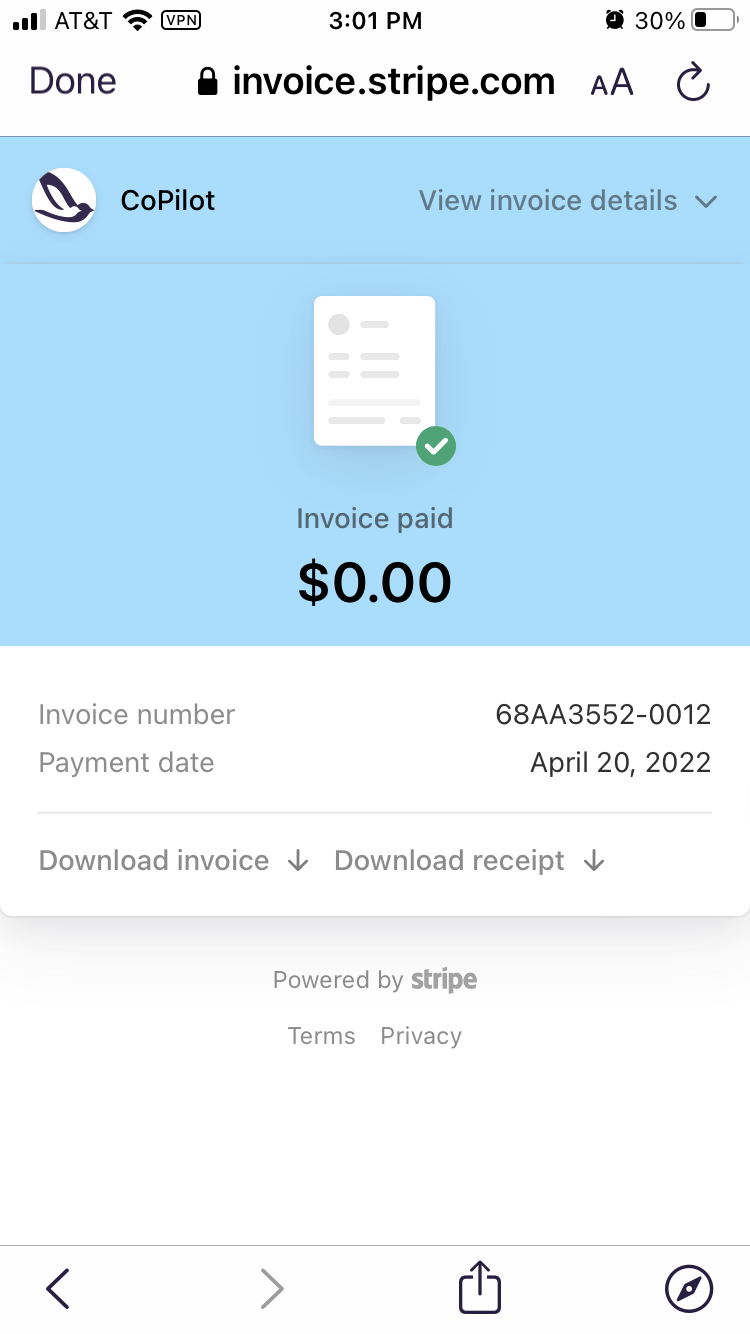 AT&T VPN 3:01 PM 30%
Done invoice.stripe.com AA
CoPilot View invoice details
Invoice paid
$0.00
Invoice number 68AA3552-0012
Payment date April 20, 2022
Download invoice Download receipt
Powered by stripe
Terms Privacy